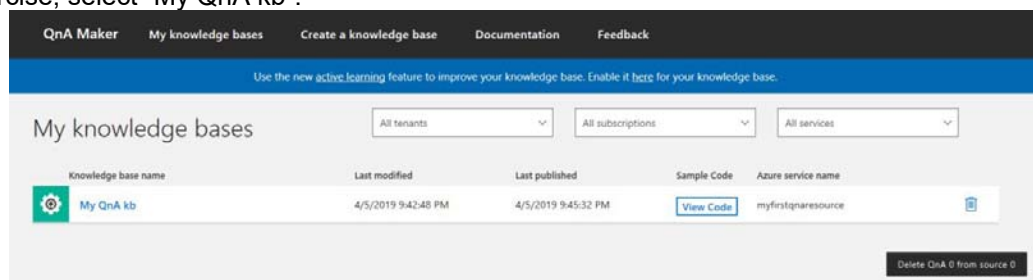 select "My QnA kb".
QnA Maker My knowledge bases Create a knowledge base Documentation Feedback
Use the new active learning feature to improve your knowledge base. Enable it here for your knowledge base.
My knowledge bases All tenants All subscriptions All services
Knowledge base name Last modified Last published Sample Code Azure service name
My QnA kb 4/5/2019 9:42:48 PM 4/5/2019 9:45:32 PM View Code myfirstqnaresource
Delete QnA 0 from source 0